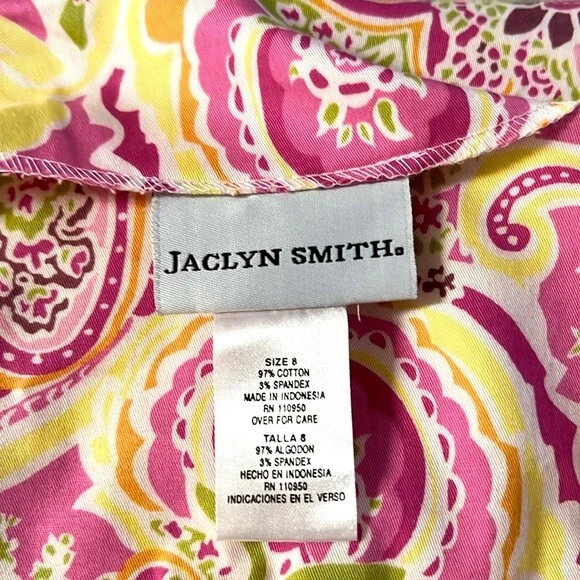 JACLYN SMITH
SIZE 8
97% COTTON
3% SPANDEX
MADE IN INDONESIA
RN 110950
OVER FOR CARE
TALLA 8
97% ALGODON
3% SPANDEX
HECHO EN INDONESIA
RN 110950
INDICACIONES EN EL VERSO